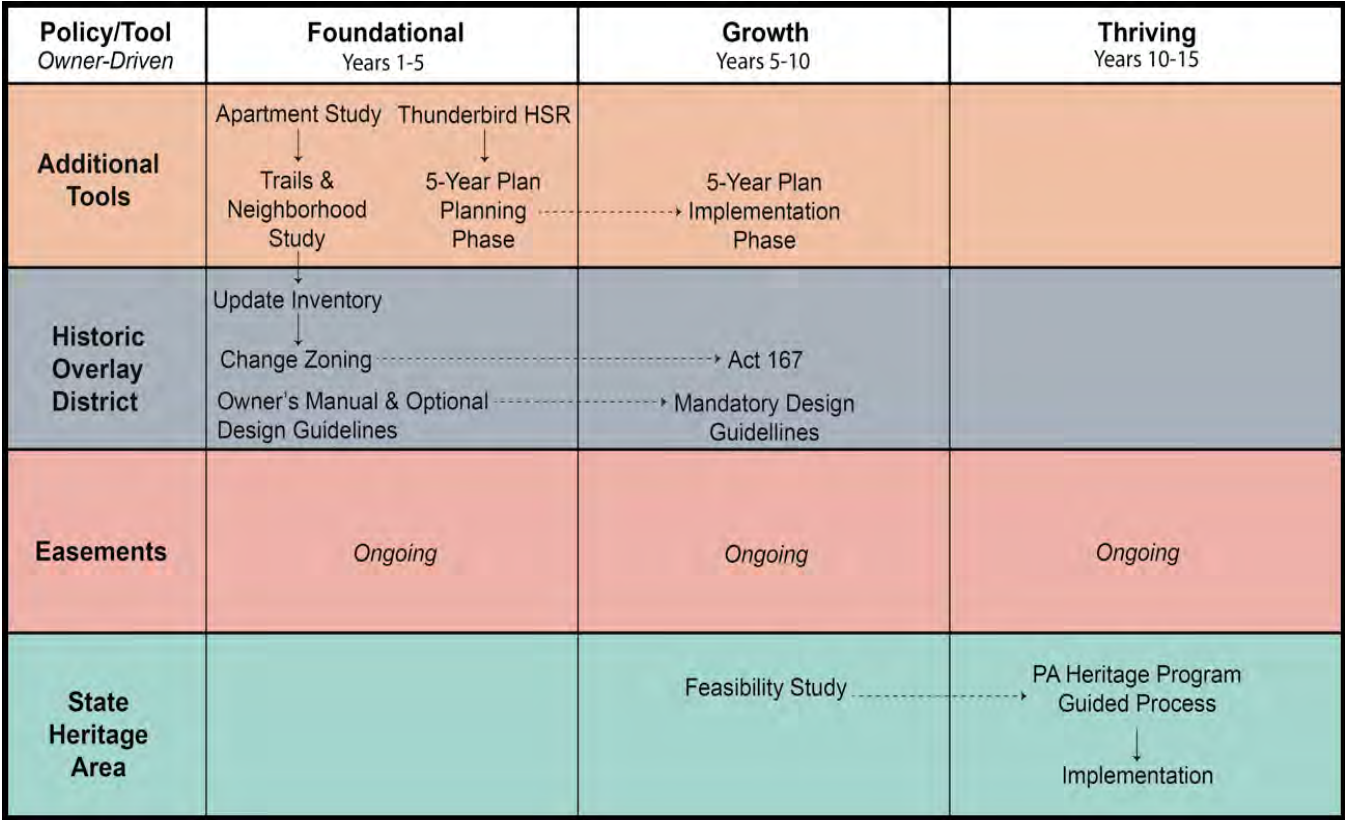 Policy/Tool
Owner-Driven
Foundational
Years 1-5
Growth
Years 5-10
Thriving
Years 10-15
Additional
Tools
Apartment Study
Trails &
Neighborhood
Study
Thunderbird HSR
5-Year Plan
Planning
Phase
5-Year Plan
Implementation
Phase
Historic
Overlay
District
Update Inventory
Change Zoning
Act 167
Owner's Manual & Optional
Design Guidelines
Mandatory Design
Guidellines
Easements
Ongoing
Ongoing
Ongoing
State
Heritage
Area
Feasibility Study
PA Heritage Program
Guided Process
Implementation